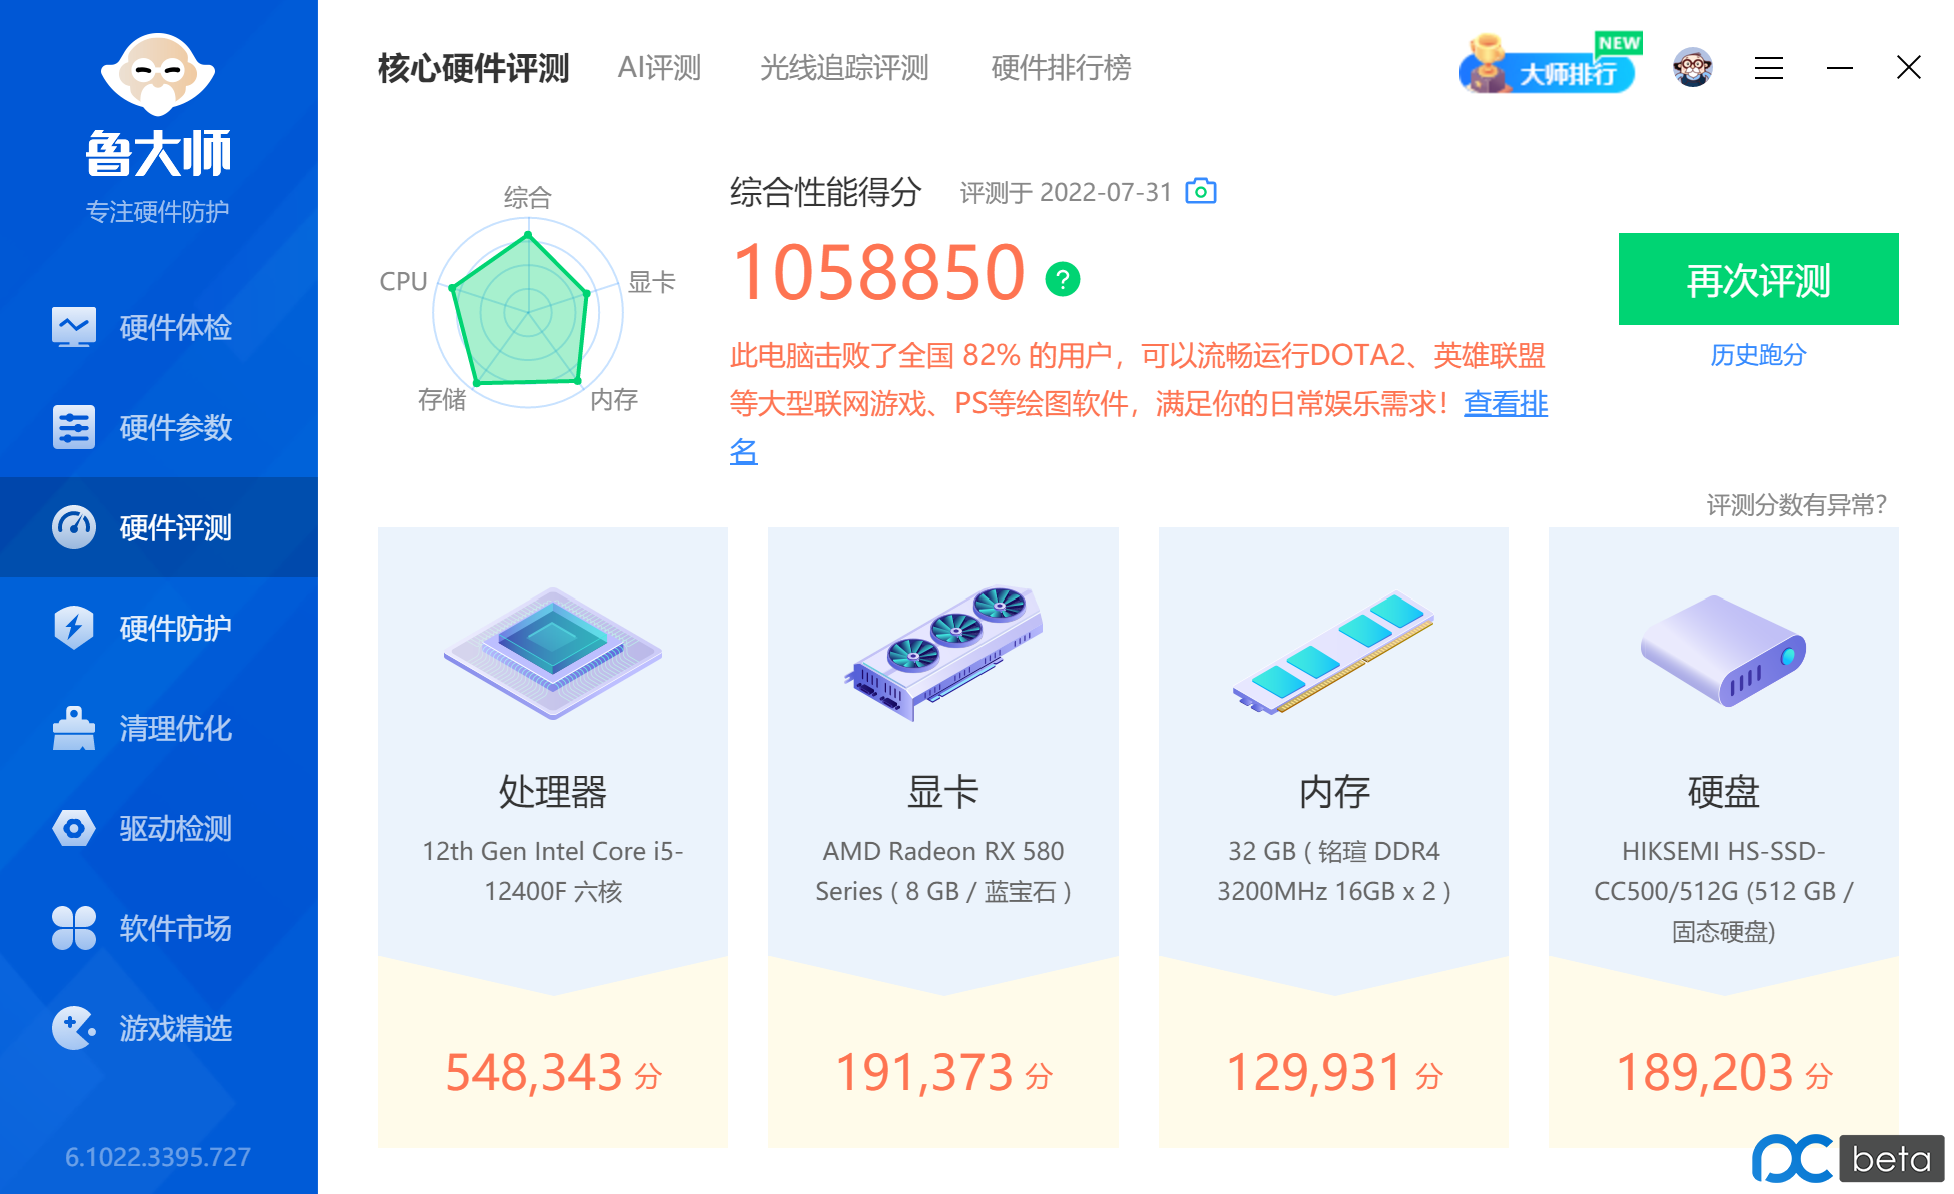 鲁大师
专注硬件防护
硬件体检
硬件参数
硬件评测
硬件防护
清理优化
驱动检测
软件市场
游戏精选
6.1022.3395.727
核心硬件评测 AI评测 光线追踪评测 硬件排行榜
大师排行
NEW
综合
CPU
显卡
存储
内存
综合性能得分 评测于 2022-07-31
1058850 ?
此电脑击败了全国 82% 的用户，可以流畅运行DOTA2、英雄联盟
等大型联网游戏、PS等绘图软件，满足你的日常娱乐需求！查看排
名
再次评测
历史跑分
评测分数有异常?
处理器
12th Gen Intel Core i5-
12400F 六核
548,343 分
显卡
AMD Radeon RX 580
Series ( 8 GB / 蓝宝石 )
191,373 分
内存
32 GB ( 铭瑄 DDR4
3200MHz 16GB x 2 )
129,931 分
硬盘
HIKSEMI HS-SSD-
CC500/512G (512 GB /
固态硬盘)
189,203 分
pc beta